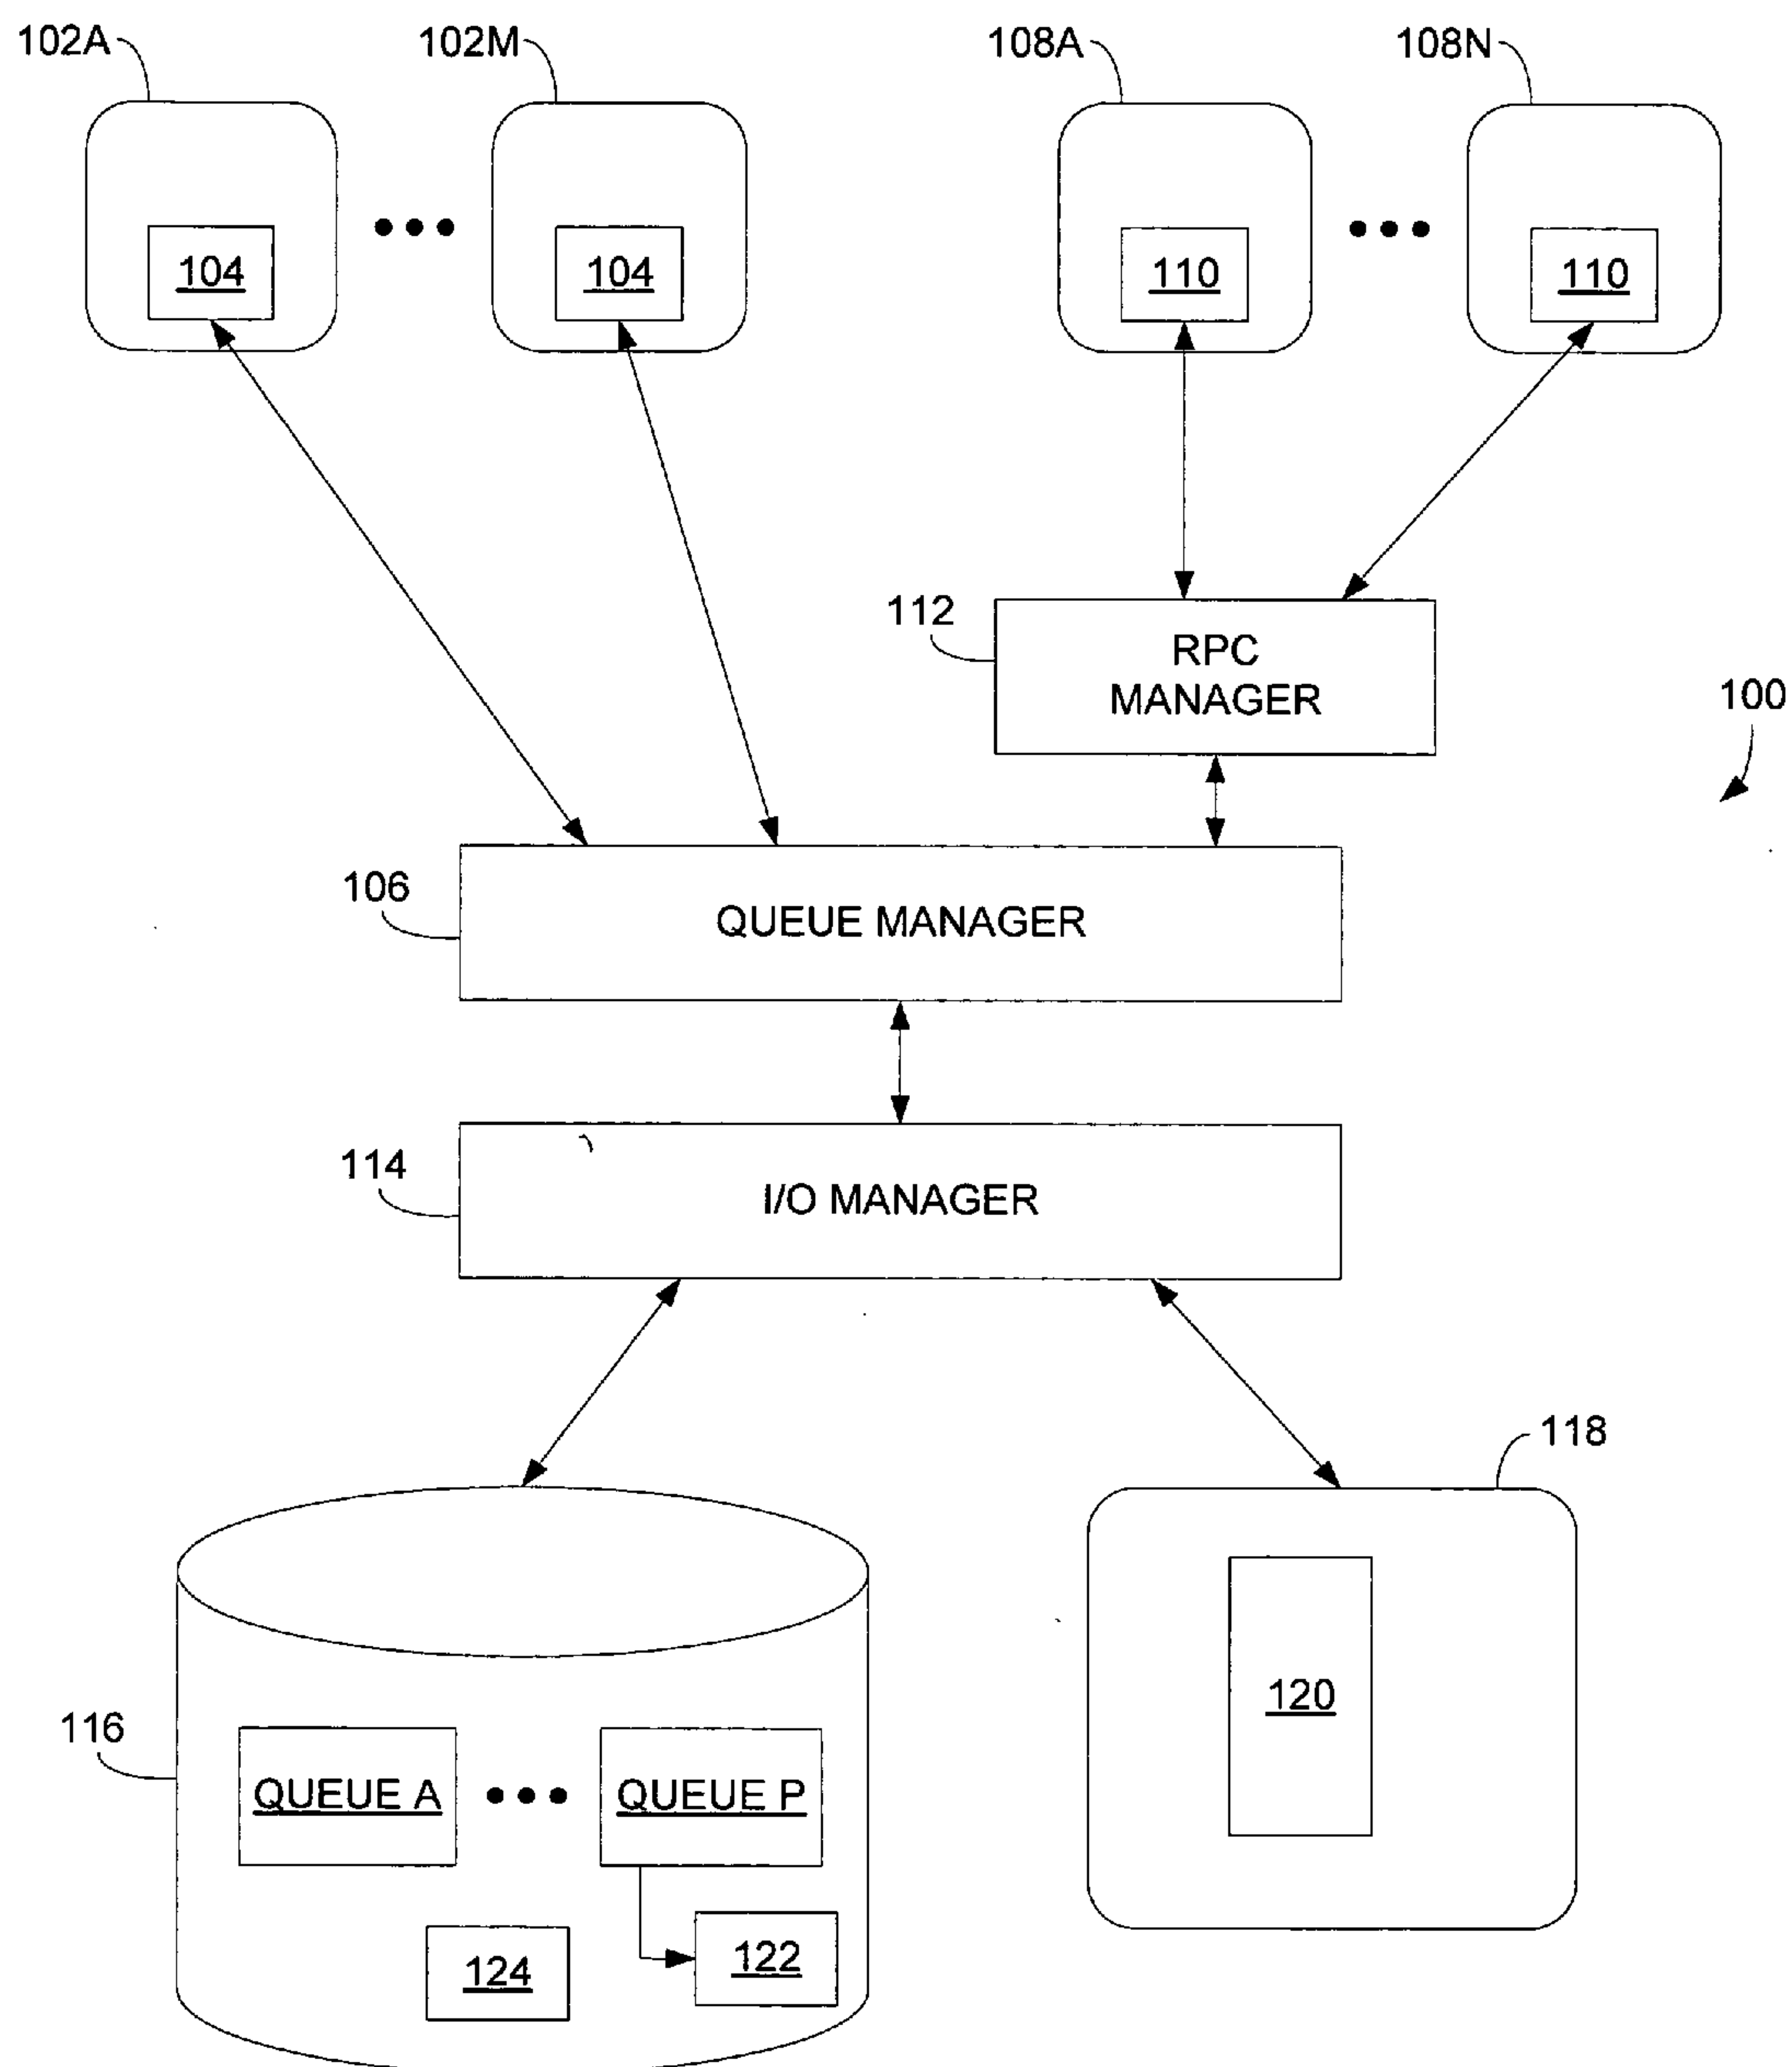 102A
102M
108A
108N
104
104
110
110
112
RPC
MANAGER
100
106
QUEUE MANAGER
114
I/O MANAGER
118
116
QUEUE A
QUEUE P
120
124
122